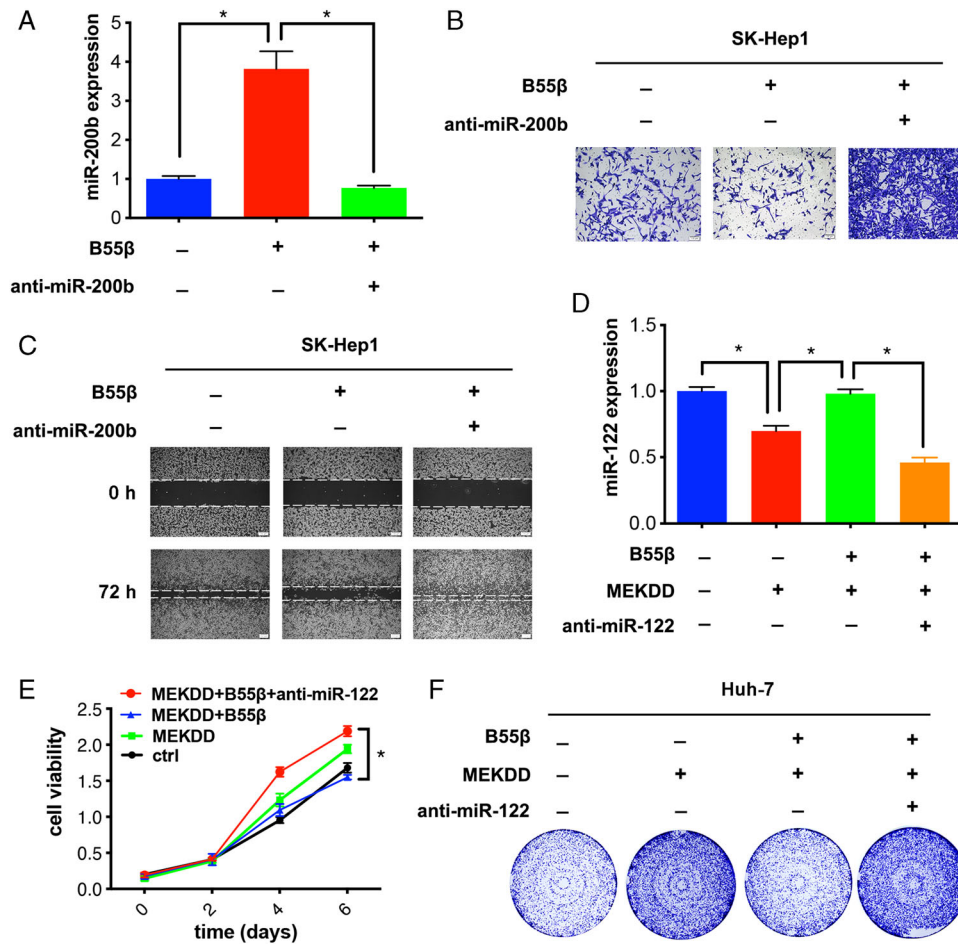 A
*
*
5
4
3
2
1
0
miR-200b expression
B55β
–
+
+
anti-miR-200b
–
–
+
B
SK-Hep1
B55β
–
+
+
anti-miR-200b
–
–
+
C
SK-Hep1
B55β
–
+
+
anti-miR-200b
–
–
+
0 h
72 h
D
1.5
1.0
0.5
0.0
miR-122 expression
*
*
*
B55β
–
–
+
+
MEKDD
–
+
+
+
anti-miR-122
–
–
–
+
E
MEKDD+B55β+anti-miR-122
MEKDD+B55β
MEKDD
ctrl
2.5
2.0
1.5
1.0
0.5
0.0
cell viability
*
0
2
4
6
time (days)
F
Huh-7
B55β
–
–
+
+
MEKDD
–
+
+
+
anti-miR-122
–
–
–
+